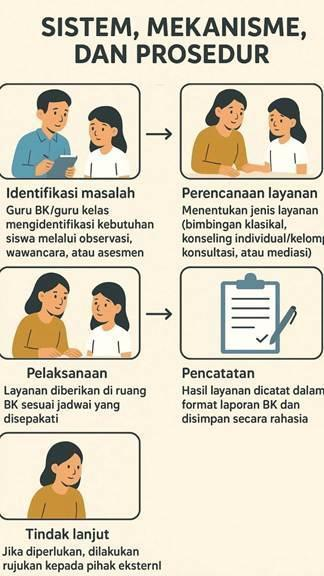 SISTEM, MEKANISME,
DAN PROSEDUR
Identifikasi masalah
Guru BK/guru kelas
mengidentifikasi kebutuhan
siswa melalui observasi,
wawancara, atau asesmen
Perencanaan layanan
Menentukan jenis layanan
(bimbingan klasikal,
konseling individual/kelomp
konsultasi, atau mediasi)
Pelaksanaan
Layanan diberikan di ruang
BK sesuai jadwai yang
disepakati
Pencatatan
Hasil layanan dicatat dalam
format laporan BK dan
disimpan secara rahasia
Tindak lanjut
Jika diperlukan, dilakukan
rujukan kepada pihak eksternl